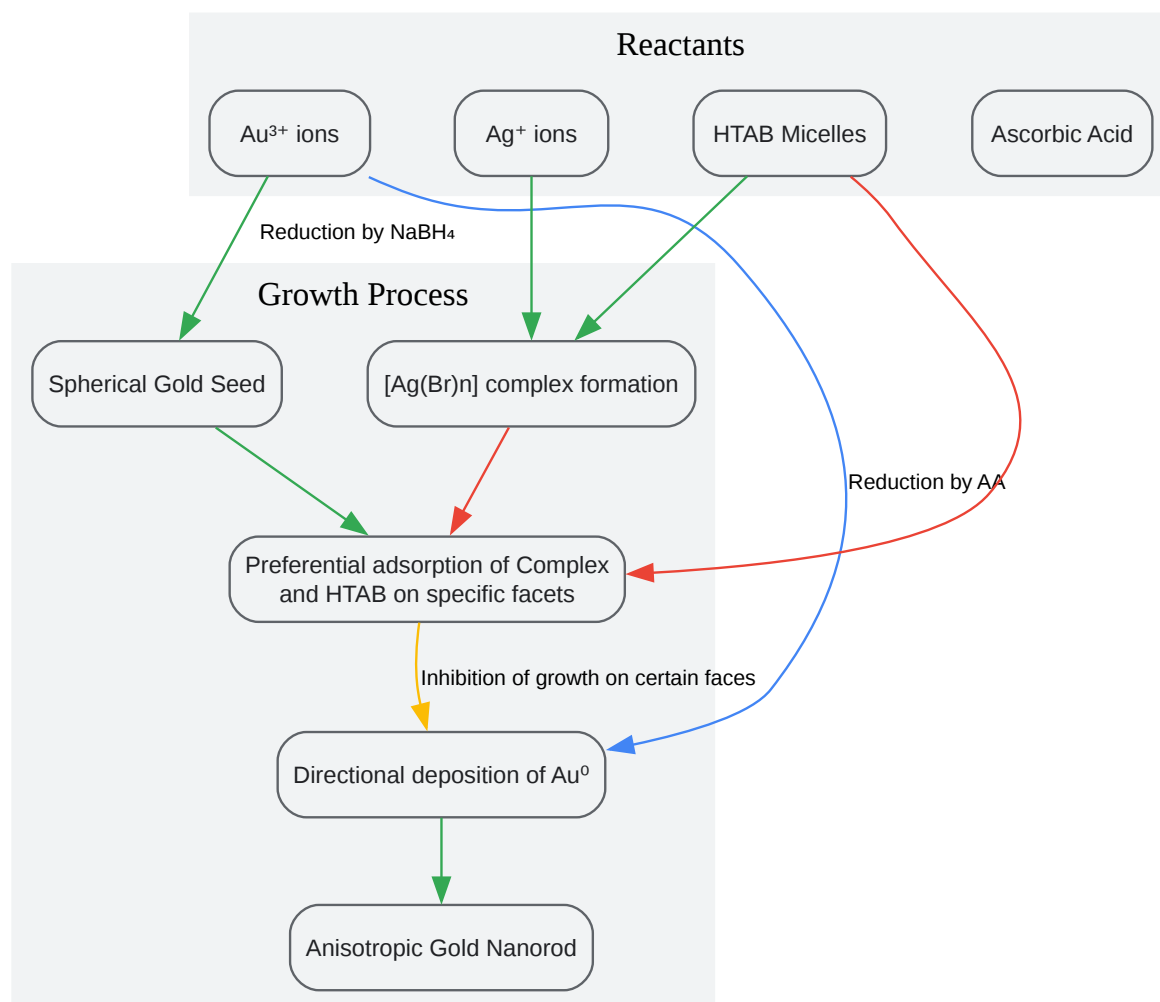 Reactants
Au³⁺ ions
Ag⁺ ions
HTAB Micelles
Ascorbic Acid
Reduction by NaBH₄
Growth Process
Spherical Gold Seed
[Ag(Br)n] complex formation
Reduction by AA
Preferential adsorption of Complex
and HTAB on specific facets
Inhibition of growth on certain faces
Directional deposition of Au⁰
Anisotropic Gold Nanorod